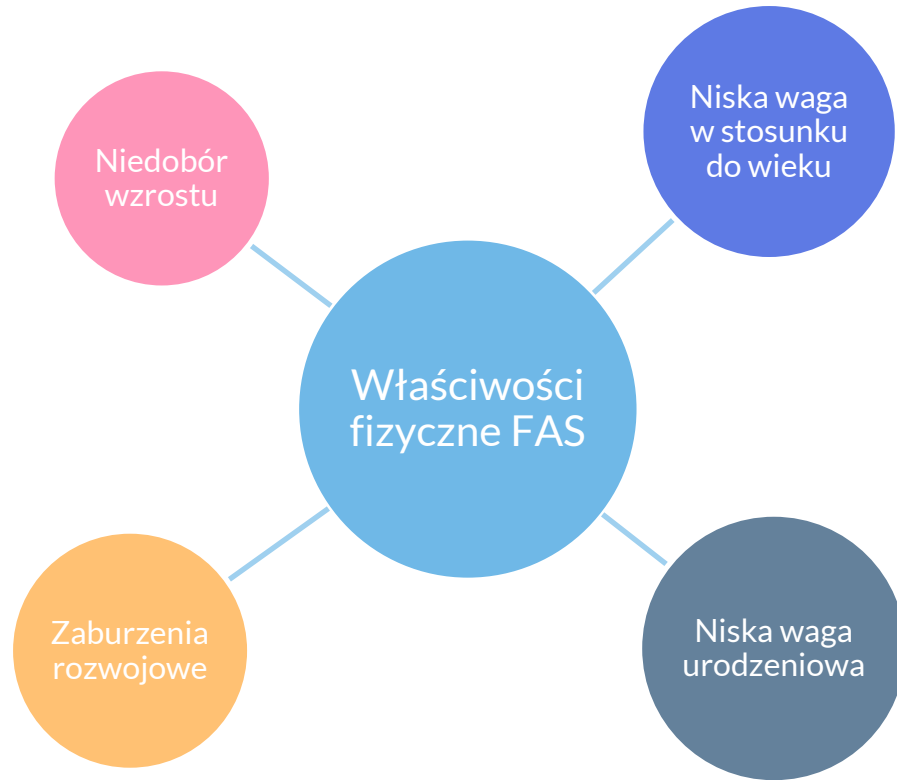 Niedobór
wzrostu
Niska waga
w stosunku
do wieku
Właściwości
fizyczne FAS
Zaburzenia
rozwojowe
Niska waga
urodzeniowa